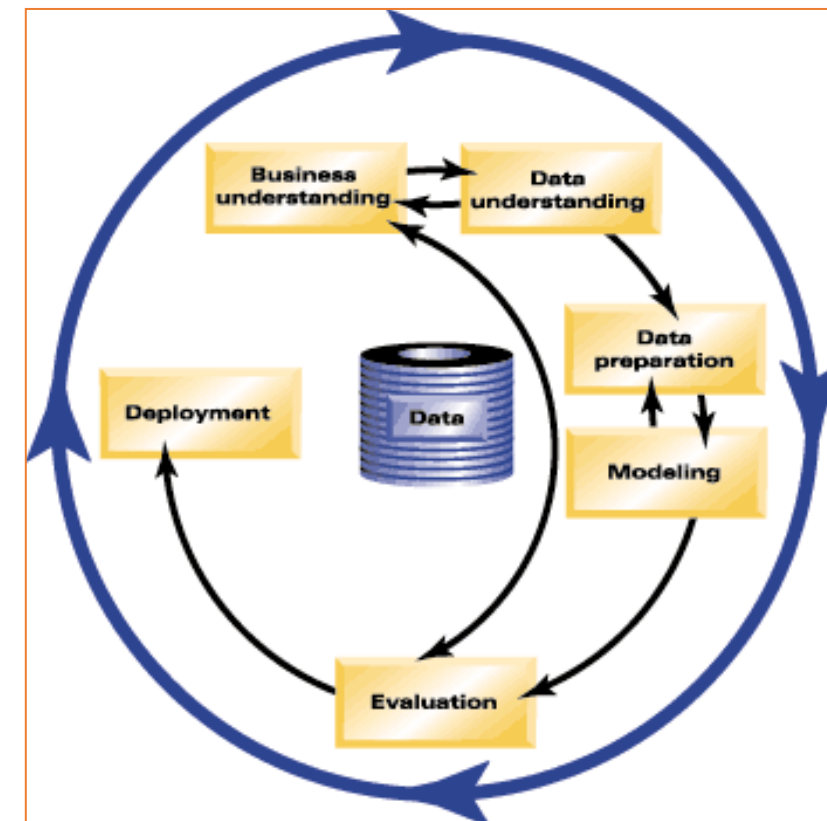 Business
understanding
Data
understanding
Data
preparation
Deployment
Data
Modeling
Evaluation